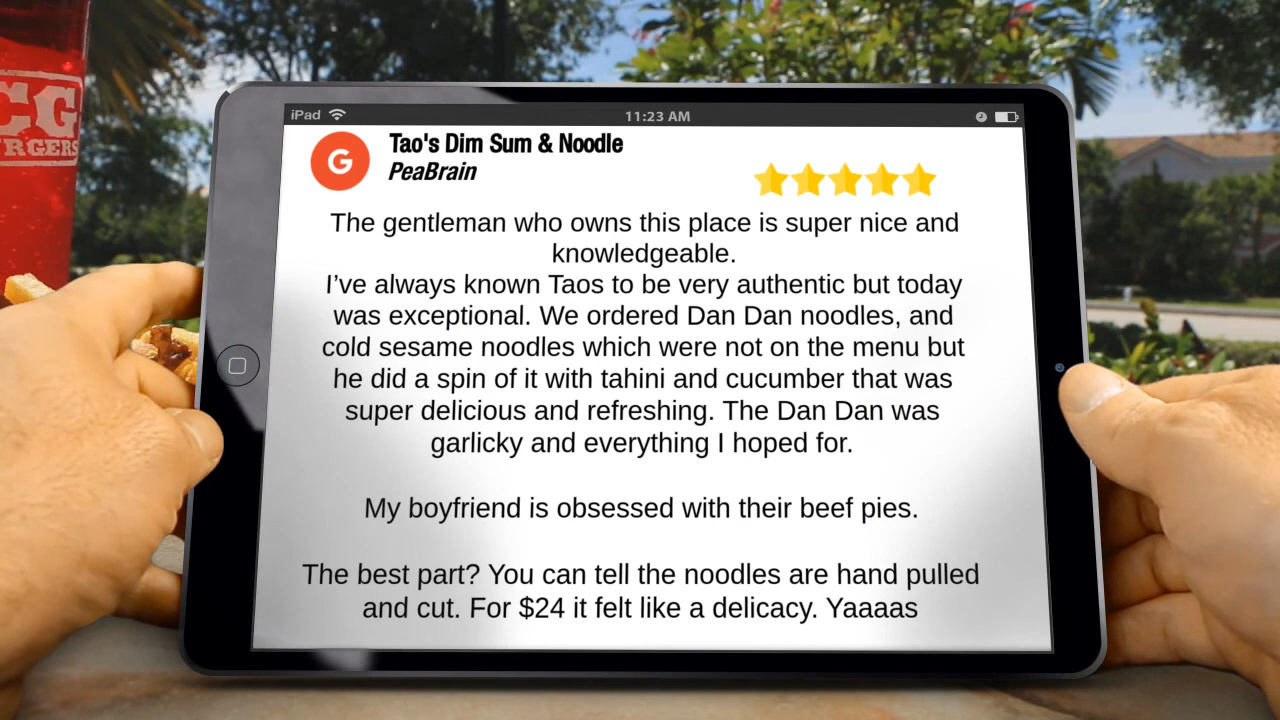 CG
URGERS
iPad
11:23 AM
G
Tao's Dim Sum & Noodle
PeaBrain
The gentleman who owns this place is super nice and
knowledgeable.
I’ve always known Taos to be very authentic but today
was exceptional. We ordered Dan Dan noodles, and
cold sesame noodles which were not on the menu but
he did a spin of it with tahini and cucumber that was
super delicious and refreshing. The Dan Dan was
garlicky and everything I hoped for.
My boyfriend is obsessed with their beef pies.
The best part? You can tell the noodles are hand pulled
and cut. For $24 it felt like a delicacy. Yaaaas